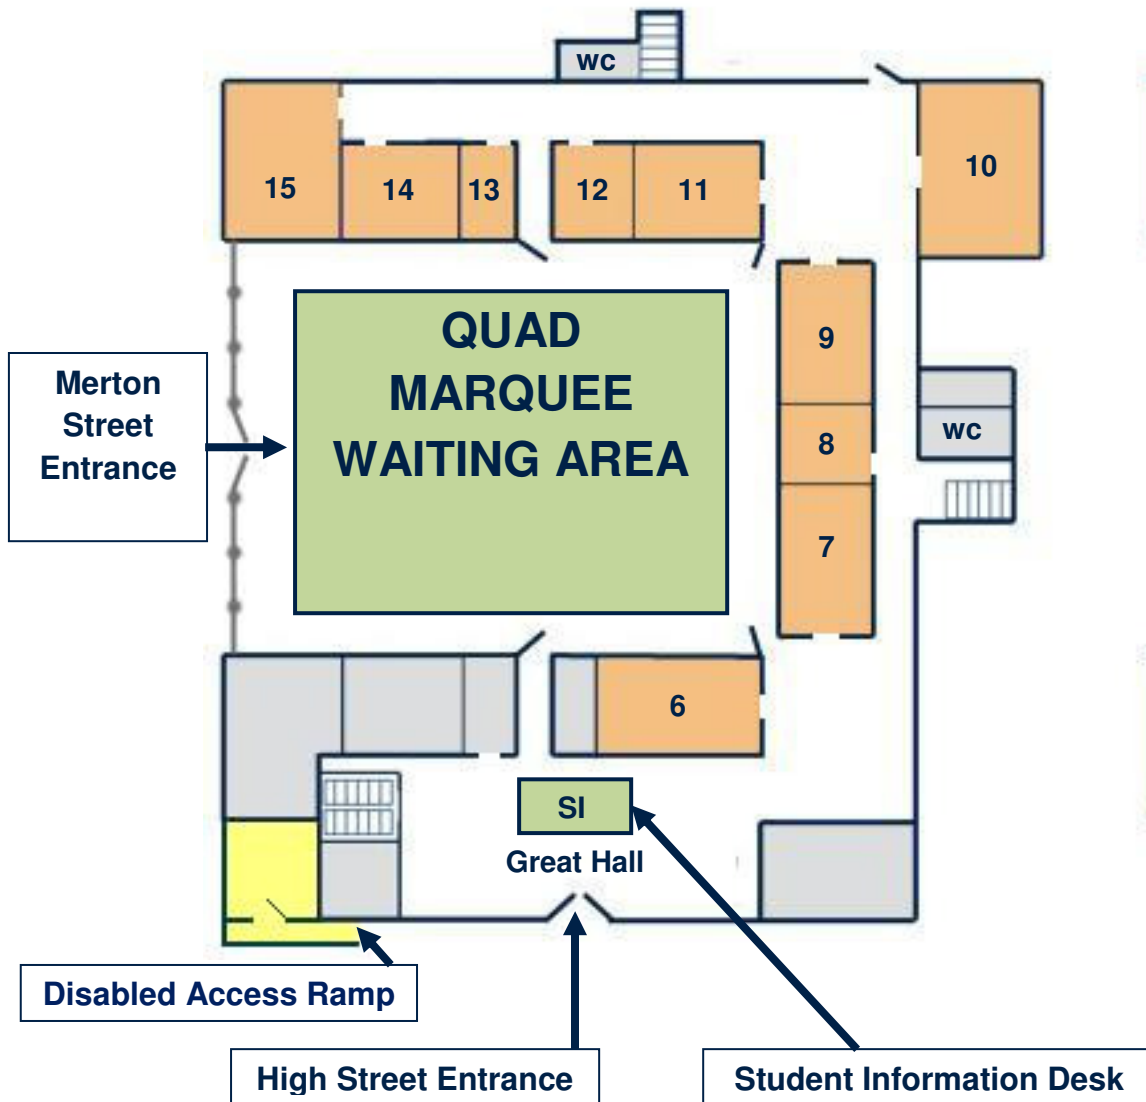 wc
15
14
13
12
11
10
QUAD
MARQUEE
WAITING AREA
9
8
7
wc
Merton
Street
Entrance
6
SI
Great Hall
Disabled Access Ramp
High Street Entrance
Student Information Desk